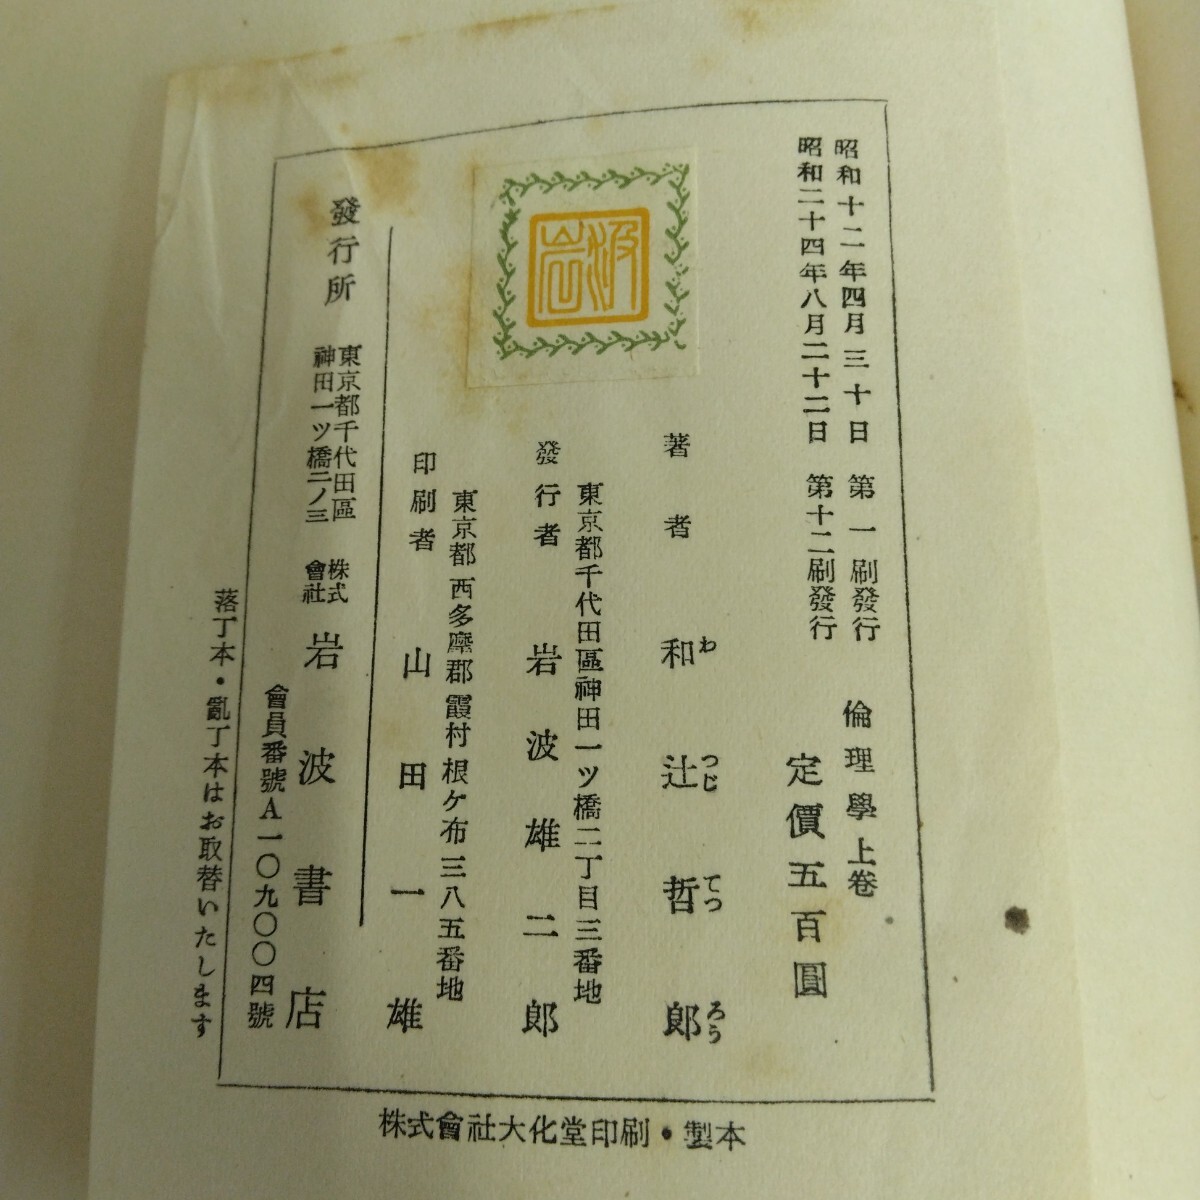 昭和十二年四月三十日 第一刷發行
昭和二十四年八月二十二日 第十二刷發行
倫理學 上卷
定價五百圓
著者 和辻哲郎
わつじてつろう
東京都千代田區神田一ツ橋二丁目三番地
發行者 岩波雄二郎
東京都西多摩郡霞村根ケ布三八五番地
印刷者 山田一雄
岩波
發行所
東京都千代田區
神田一ツ橋二ノ三
株式
會社
岩波書店
會員番號A一〇九〇〇四號
落丁本・亂丁本はお取替いたします
株式會社大化堂印刷・製本